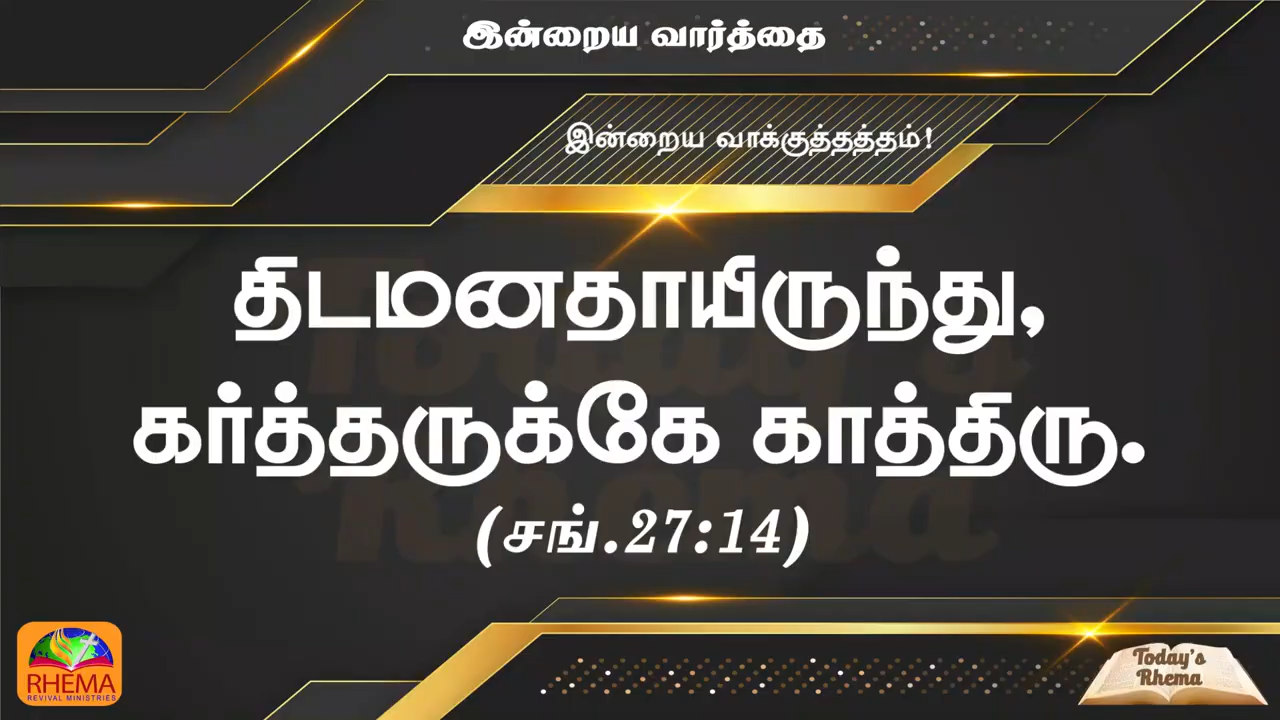 இன்றைய வார்த்தை
இன்றைய வாக்குத்தத்தம்!
திடமனதாயிருந்து,
கர்த்தருக்கே காத்திரு.
(சங்.27:14)
RHEMA
REVIVAL MINISTRIES
Today's
Rhema